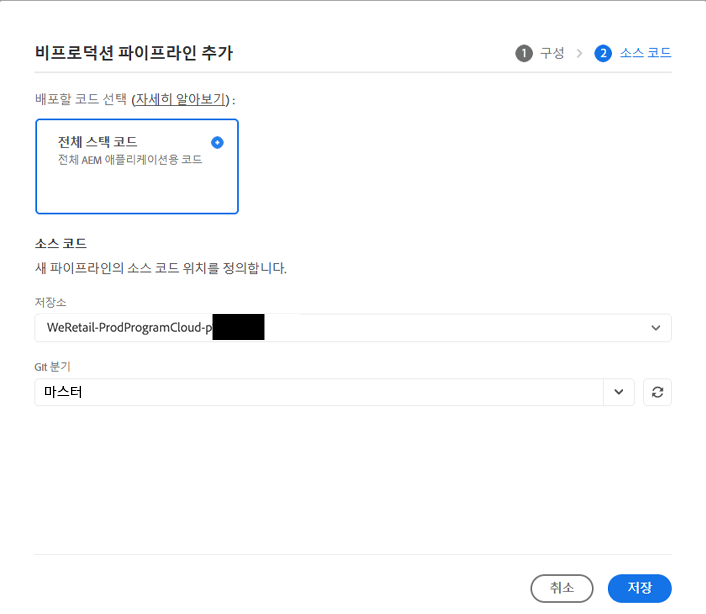 비프로덕션 파이프라인 추가
1 구성 > 2 소스 코드
배포할 코드 선택 (자세히 알아보기) :
전체 스택 코드
전체 AEM 애플리케이션용 코드
소스 코드
새 파이프라인의 소스 코드 위치를 정의합니다.
저장소
WeRetail-ProdProgramCloud-p
Git 분기
마스터
취소 저장